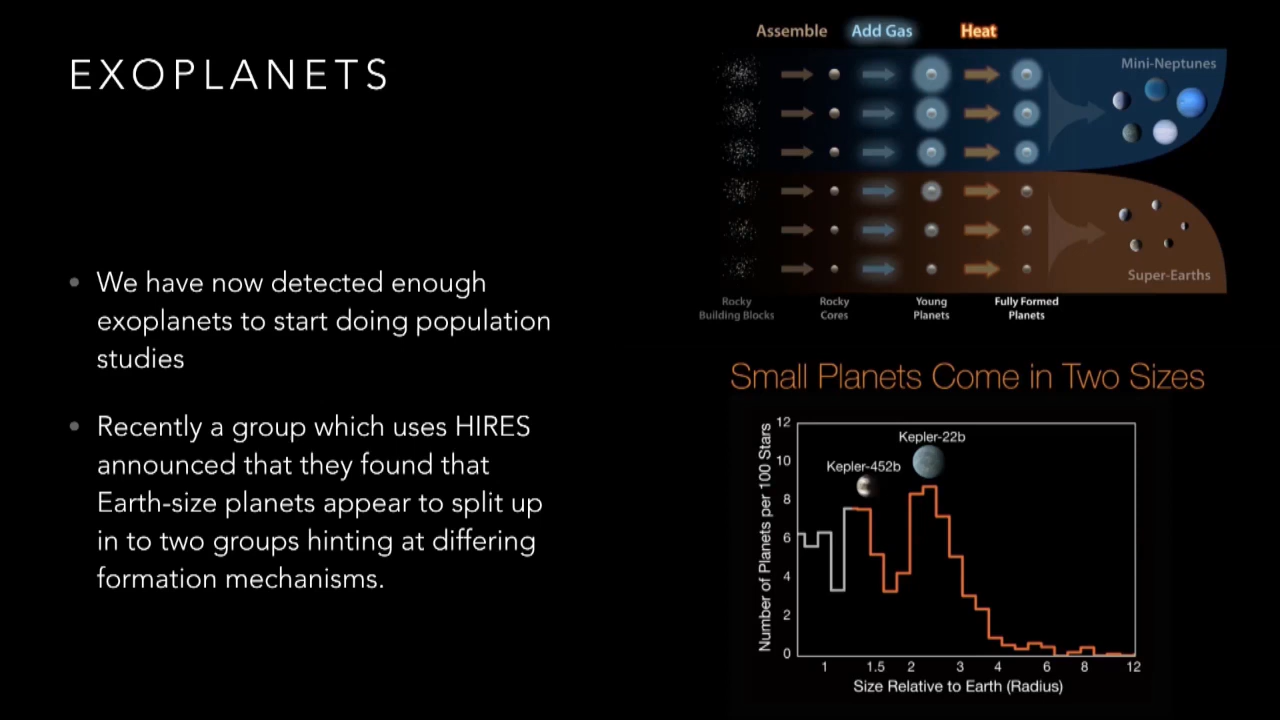 EXOPLANETS
• We have now detected enough
exoplanets to start doing population
studies
• Recently a group which uses HIRES
announced that they found that
Earth-size planets appear to split up
in to two groups hinting at differing
formation mechanisms.
Assemble Add Gas Heat
Mini-Neptunes
Super-Earths
Rocky
Building Blocks
Rocky
Cores
Young
Planets
Fully Formed
Planets
Small Planets Come in Two Sizes
Number of Planets per 100 Stars
12
10
8
6
4
2
0
Kepler-22b
Kepler-452b
1 1.5 2 3 4 6 8 12
Size Relative to Earth (Radius)